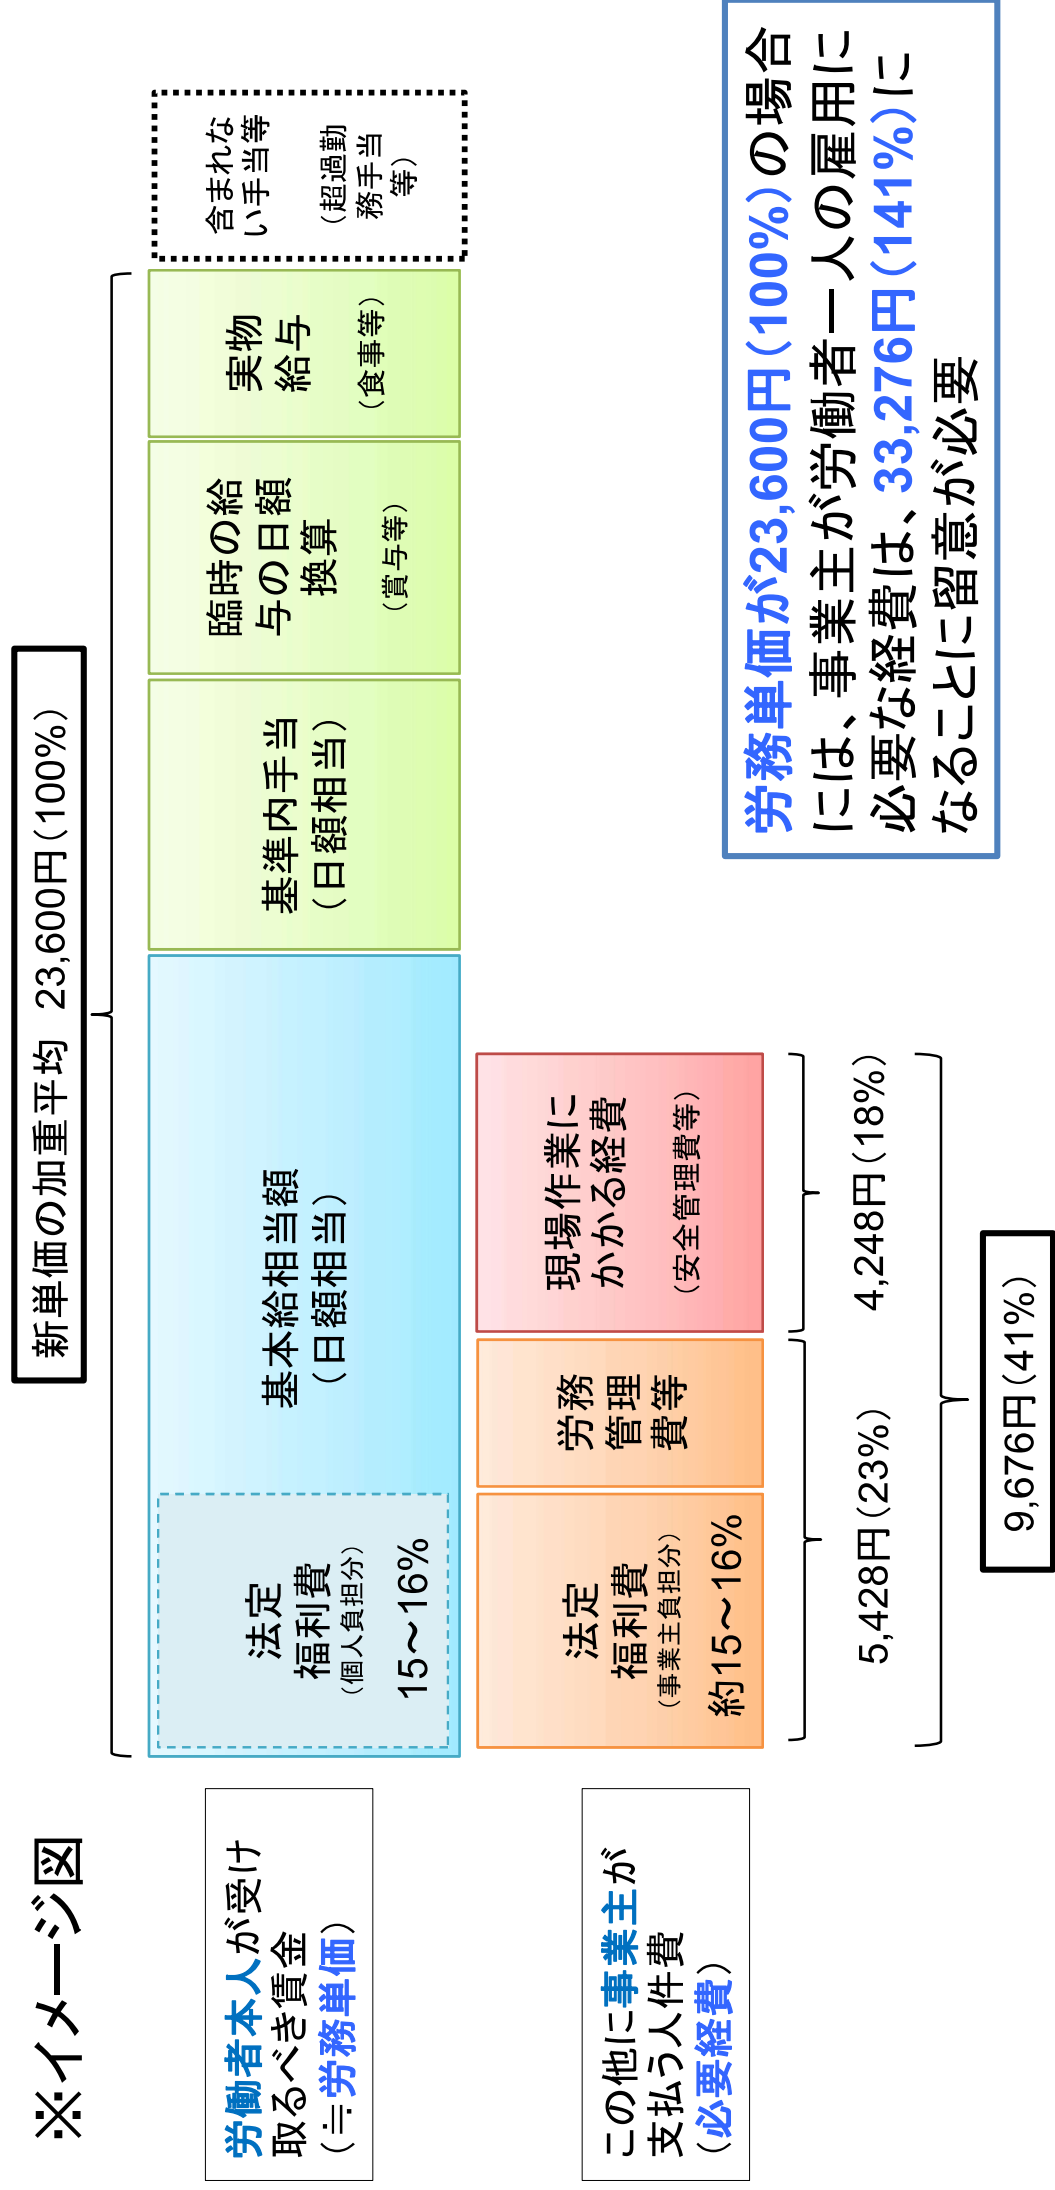 ※イメージ図
新単価の加重平均　23,600円（100%）
労働者本人が受け
取るべき賃金
（≒労務単価）
法定
福利費
（個人負担分）
15～16%
基本給相当額
（日額相当）
基準内手当
（日額相当）
臨時の給
与の日額
換算
（賞与等）
実物
給与
（食事等）
含まれな
い手当等
（超過勤
務手当
等）
この他に事業主が
支払う人件費
（必要経費）
法定
福利費
（事業主負担分）
約15～16%
労務
管理
費等
現場作業に
かかる経費
（安全管理費等）
5,428円（23%）
4,248円（18%）
9,676円（41%）
労務単価が23,600円（100%）の場合
には、事業主が労働者一人の雇用に
必要な経費は、33,276円（141%）に
なることに留意が必要